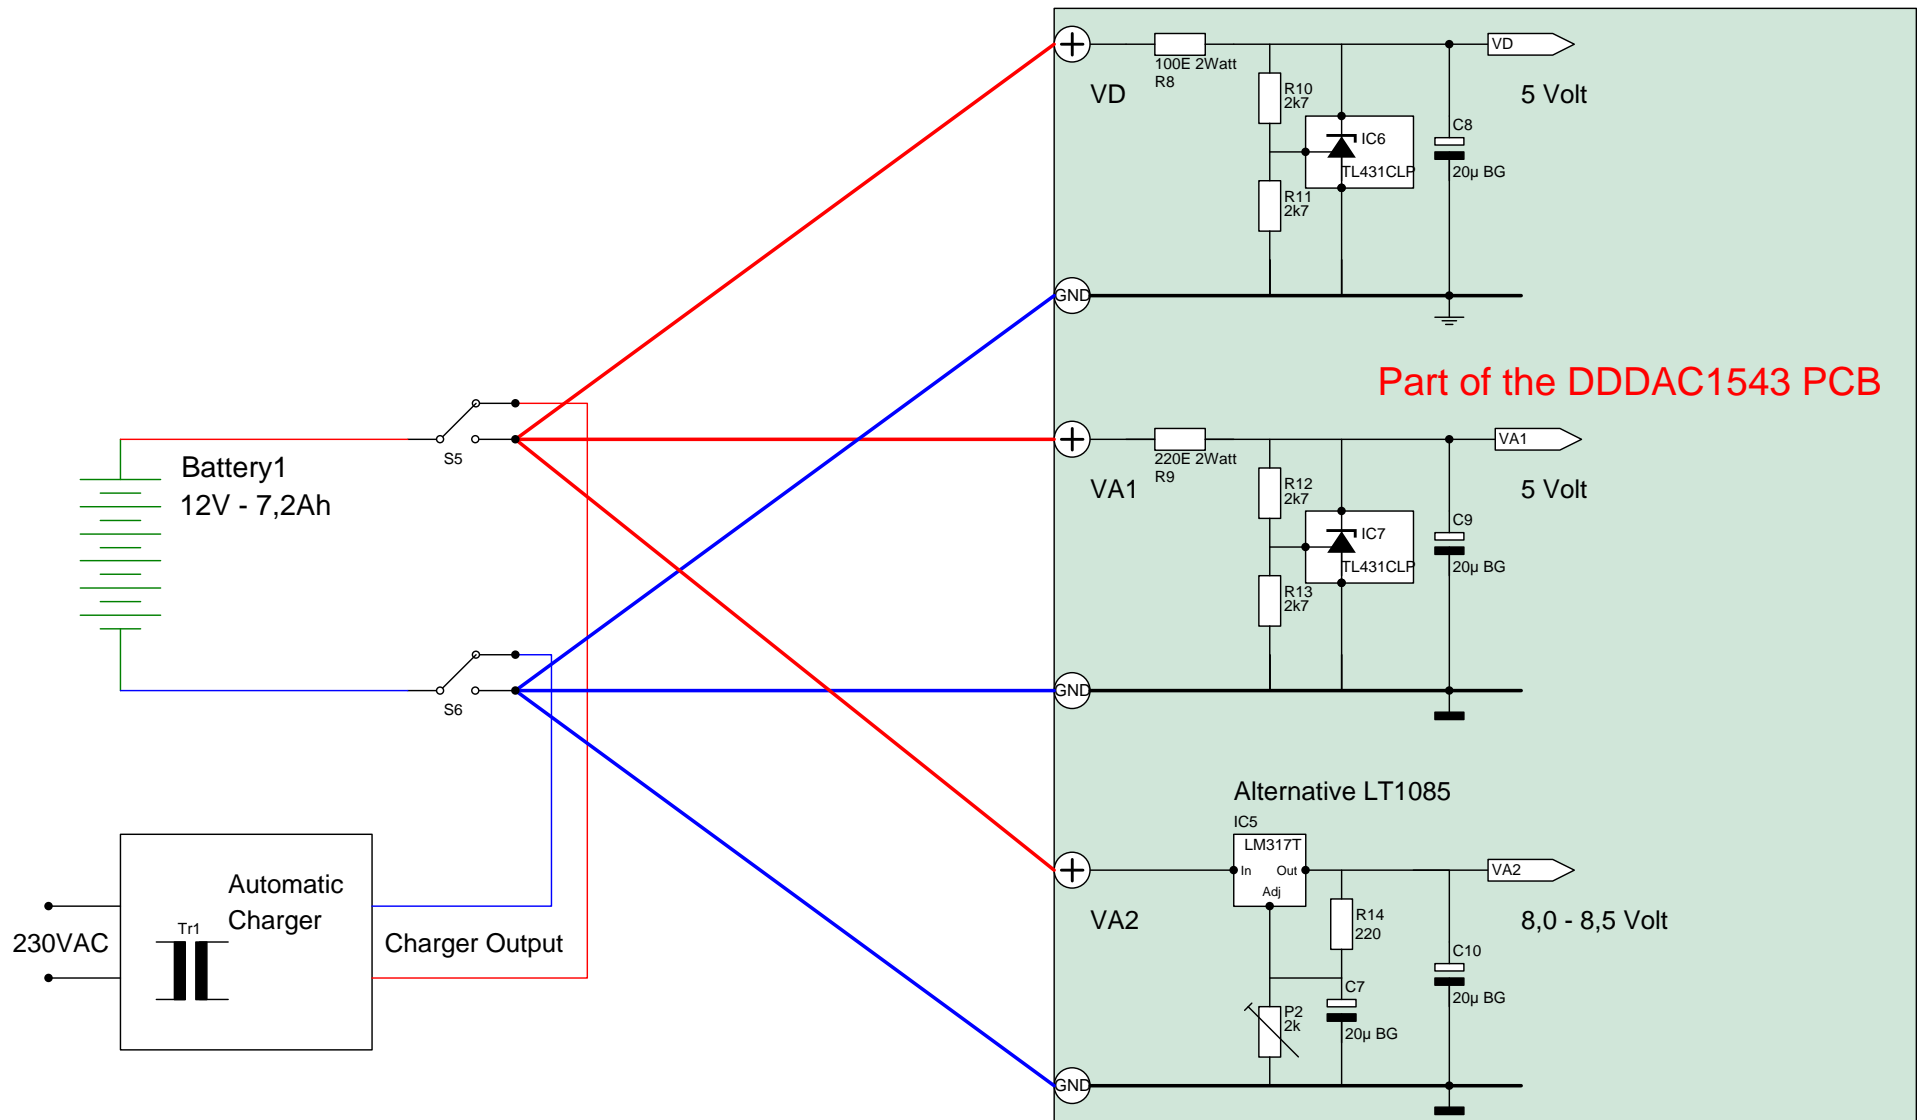 VD
100E 2Watt
R8
VD
R10
2k7
5 Volt
C8
IC6
TL431CLP
20µ BG
R11
2k7
GND
Part of the DDDAC1543 PCB
S5
Battery1
12V - 7,2Ah
VA1
220E 2Watt
R9
VA1
R12
2k7
5 Volt
C9
IC7
TL431CLP
20µ BG
R13
2k7
GND
S6
Alternative LT1085
IC5
LM317T
In
Out
Adj
VA2
VA2
R14
220
8,0 - 8,5 Volt
C10
20µ BG
C7
20µ BG
P2
2k
GND
Automatic
Charger
Tr1
230VAC
Charger Output